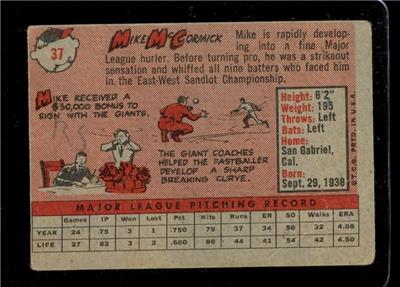 37
MIKE McCORMICK
Mike is rapidly develop-
ing into a fine Major
League hurler. Before turning pro, he was a strikeout
sensation and whiffed all nine batters who faced him
in the East-West Sandlot Championship.
MIKE RECEIVED A
$30,000 BONUS TO
SIGN WITH THE GIANTS.
THE GIANT COACHES
HELPED THE FASTBALLER
DEVELOP A SHARP
BREAKING CURVE.
Height: 6'2"
Weight: 195
Throws: Left
Bats: Left
Home:
San Gabriel,
Cal.
Born:
Sept. 29, 1938
© T.C.G. PRTD. IN U.S.A.
MAJOR LEAGUE PITCHING RECORD
Games IP Won Lost Pct. Hits Runs ER SO Walks ERA
YEAR 24 75 3 1 .750 79 37 34 50 32 4.08
LIFE 27 82 3 2 .600 86 44 41 54 42 4.50